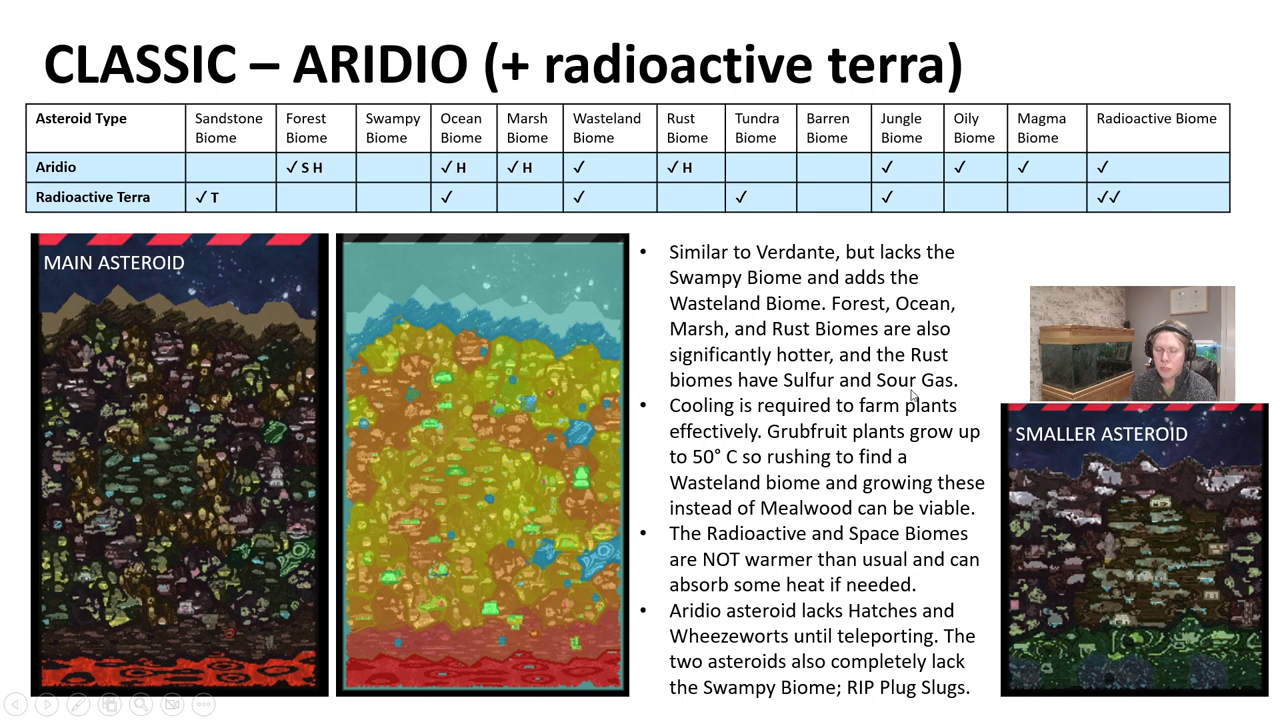 CLASSIC – ARIDIO (+ radioactive terra)
Asteroid Type Sandstone Biome Forest Biome Swampy Biome Ocean Biome Marsh Biome Wasteland Biome Rust Biome Tundra Biome Barren Biome Jungle Biome Oily Biome Magma Biome Radioactive Biome
Aridio ✓ S H ✓ H ✓ H ✓ ✓ H ✓ ✓ ✓ ✓
Radioactive Terra ✓ T ✓ ✓ ✓ ✓ ✓✓
MAIN ASTEROID
• Similar to Verdante, but lacks the
Swampy Biome and adds the
Wasteland Biome. Forest, Ocean,
Marsh, and Rust Biomes are also
significantly hotter, and the Rust
biomes have Sulfur and Sour Gas.
• Cooling is required to farm plants
effectively. Grubfruit plants grow up
to 50° C so rushing to find a
Wasteland biome and growing these
instead of Mealwood can be viable.
• The Radioactive and Space Biomes
are NOT warmer than usual and can
absorb some heat if needed.
• Aridio asteroid lacks Hatches and
Wheezeworts until teleporting. The
two asteroids also completely lack
the Swampy Biome; RIP Plug Slugs.
SMALLER ASTEROID